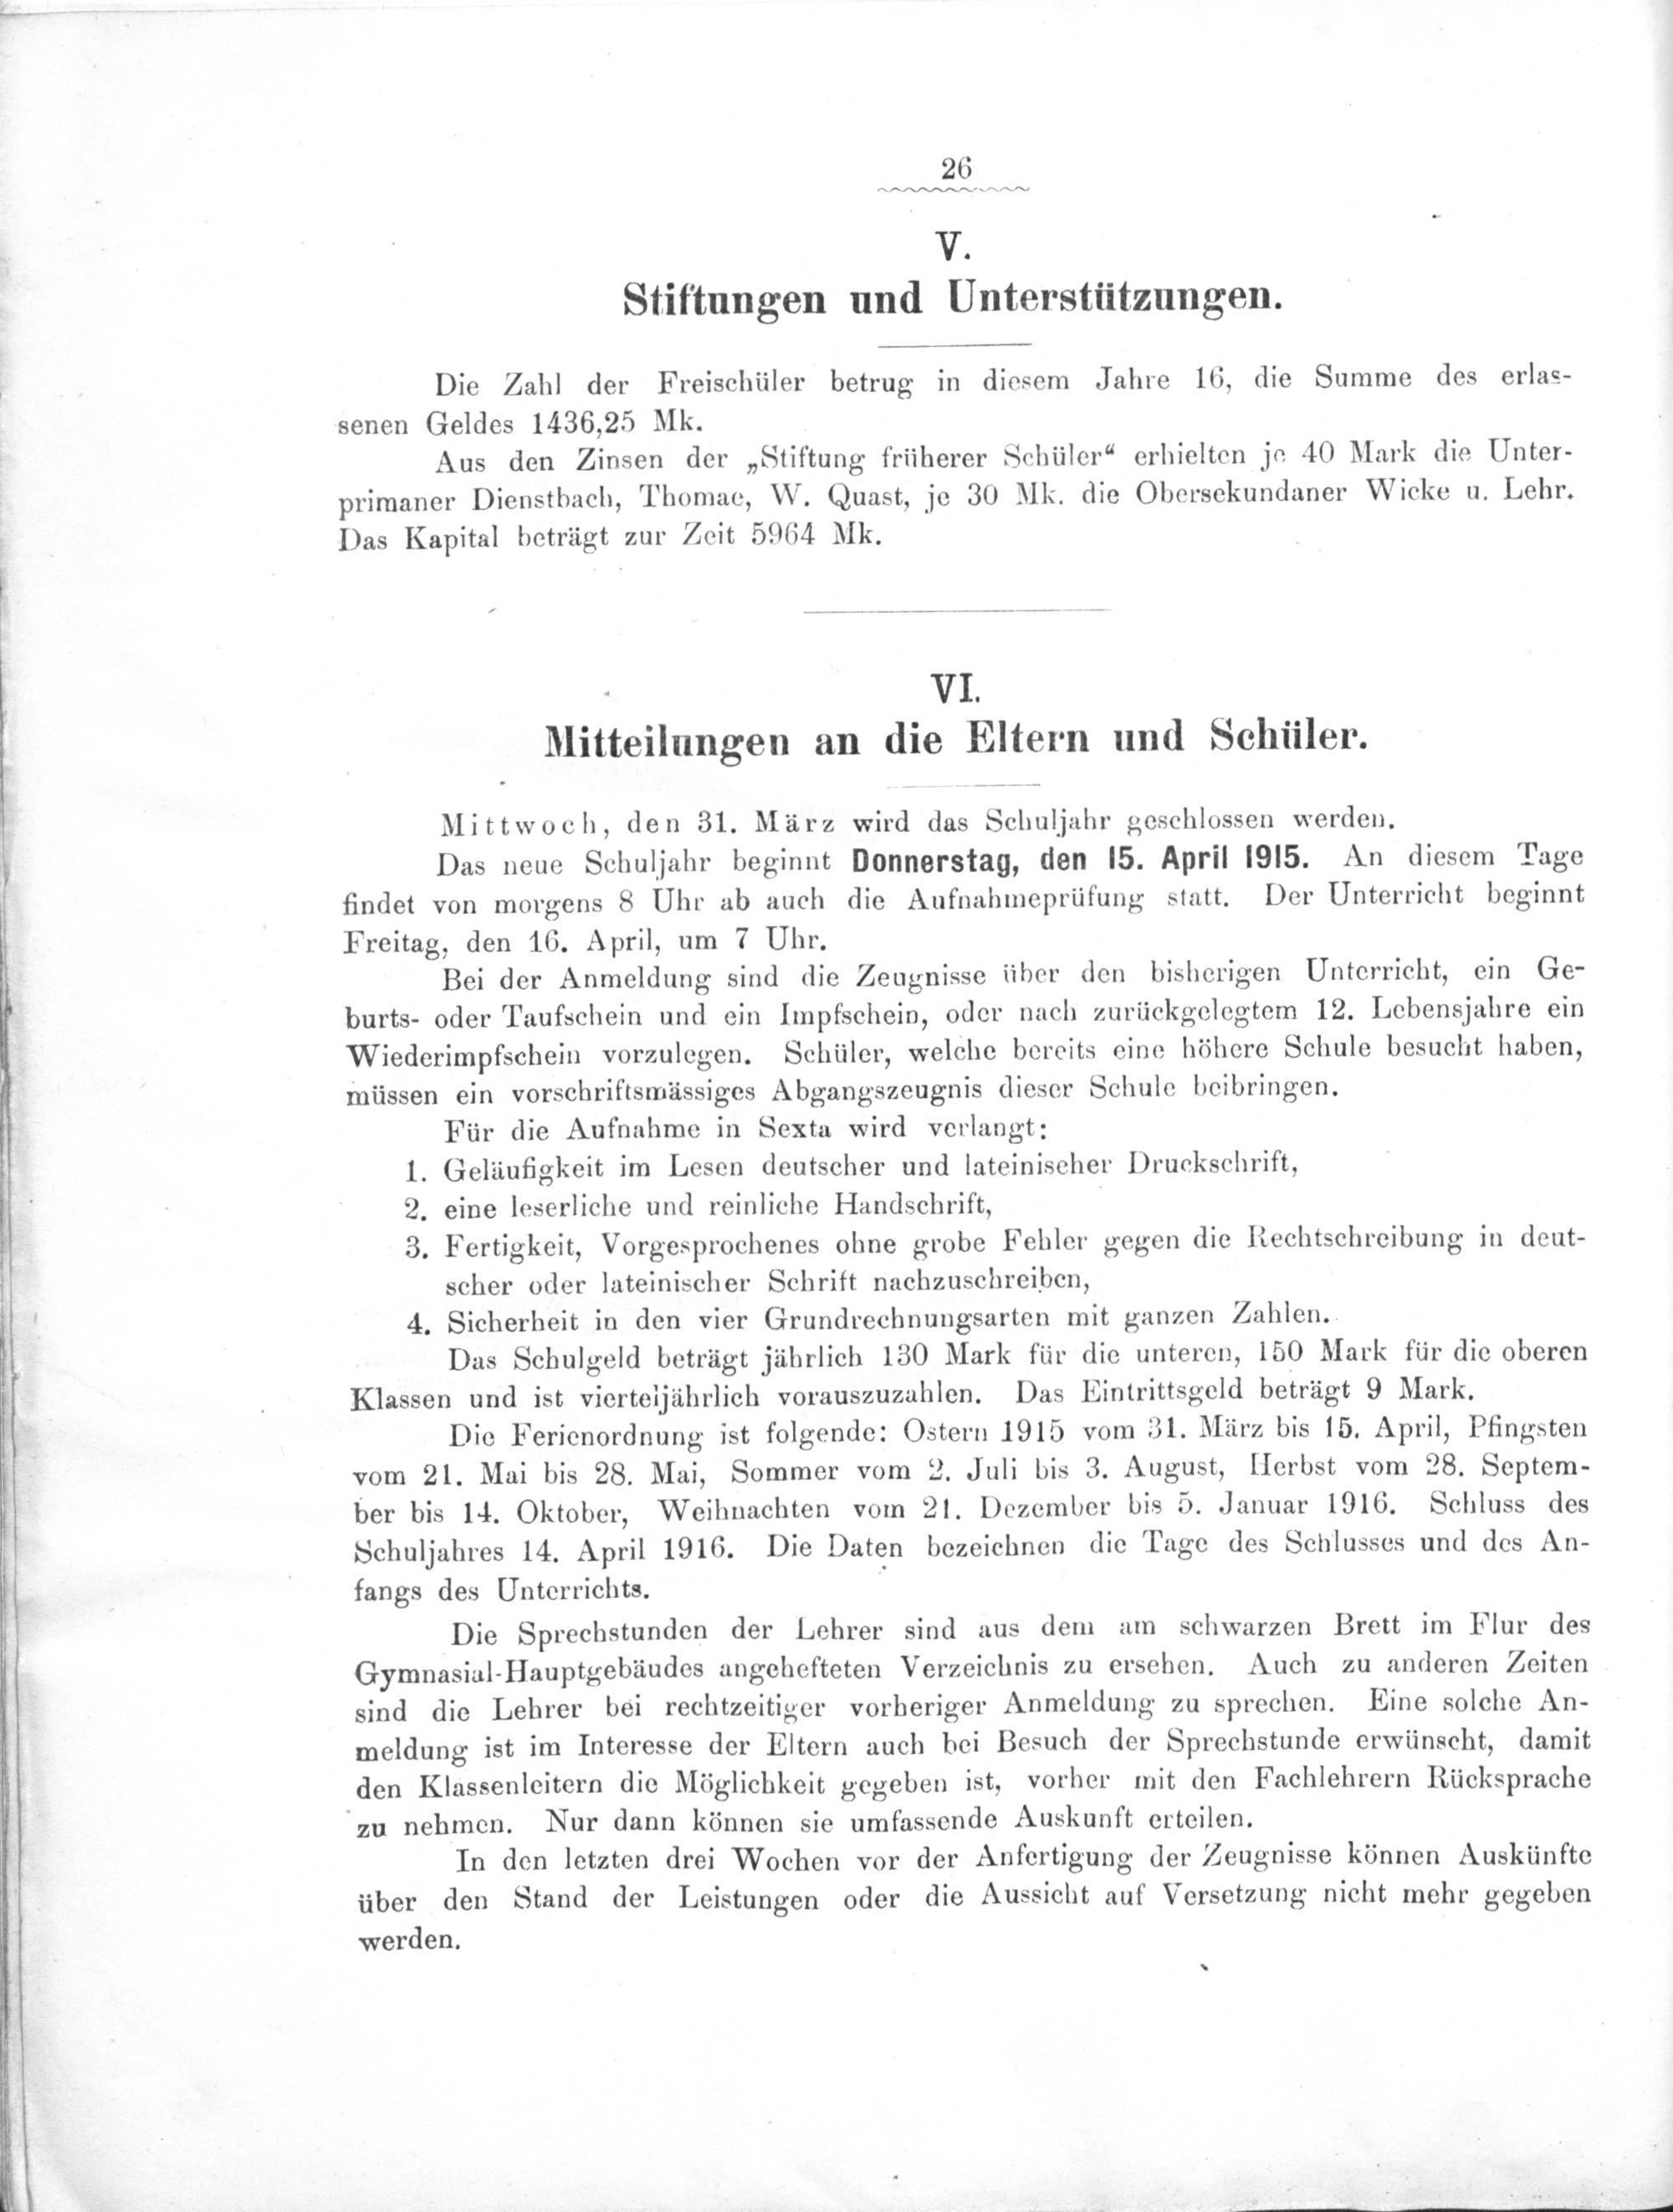 26
V.
Stiftungen und Unterstützungen.
Die Zahl der Freischüler betrug in diesem Jahre 16, die Summe des erlas-
senen Geldes 1436,25 Mk.
Aus den Zinsen der „Stiftung früherer Schüler“ erhielten je 40 Mark die Unter-
primaner Dienstbach, Thomae, W. Quast, je 30 Mk. die Obersekundaner Wicke u. Lehr.
Das Kapital beträgt zur Zeit 5964 Mk.
VI.
Mitteilungen an die Eltern und Schüler.
Mittwoch, den 31. März wird das Schuljahr geschlossen werden.
Das neue Schuljahr beginnt Donnerstag, den 15. April 1915. An diesem Tage
findet von morgens 8 Uhr ab auch die Aufnahmeprüfung statt. Der Unterricht beginnt
Freitag, den 16. April, um 7 Uhr.
Bei der Anmeldung sind die Zeugnisse über den bisherigen Unterricht, ein Ge-
burts- oder Taufschein und ein Impfschein, oder nach zurückgelegtem 12. Lebensjahre ein
Wiederimpfschein vorzulegen. Schüler, welche bereits eine höhere Schule besucht haben,
müssen ein vorschriftsmässiges Abgangszeugnis dieser Schule beibringen.
Für die Aufnahme in Sexta wird verlangt:
1. Geläufigkeit im Lesen deutscher und lateinischer Druckschrift,
2. eine leserliche und reinliche Handschrift,
3. Fertigkeit, Vorgesprochenes ohne grobe Fehler gegen die Rechtschreibung in deut-
scher oder lateinischer Schrift nachzuschreiben,
4. Sicherheit in den vier Grundrechnungsarten mit ganzen Zahlen.
Das Schulgeld beträgt jährlich 130 Mark für die unteren, 150 Mark für die oberen
Klassen und ist vierteljährlich vorauszuzahlen. Das Eintrittsgeld beträgt 9 Mark.
Die Ferienordnung ist folgende: Ostern 1915 vom 31. März bis 15. April, Pfingsten
vom 21. Mai bis 28. Mai, Sommer vom 2. Juli bis 3. August, Herbst vom 28. Septem-
ber bis 14. Oktober, Weihnachten vom 21. Dezember bis 5. Januar 1916. Schluss des
Schuljahres 14. April 1916. Die Daten bezeichnen die Tage des Schlusses und des An-
fangs des Unterrichts.
Die Sprechstunden der Lehrer sind aus dem am schwarzen Brett im Flur des
Gymnasial-Hauptgebäudes angehefteten Verzeichnis zu ersehen. Auch zu anderen Zeiten
sind die Lehrer bei rechtzeitiger vorheriger Anmeldung zu sprechen. Eine solche An-
meldung ist im Interesse der Eltern auch bei Besuch der Sprechstunde erwünscht, damit
den Klassenleitern die Möglichkeit gegeben ist, vorher mit den Fachlehrern Rücksprache
zu nehmen. Nur dann können sie umfassende Auskunft erteilen.
In den letzten drei Wochen vor der Anfertigung der Zeugnisse können Auskünfte
über den Stand der Leistungen oder die Aussicht auf Versetzung nicht mehr gegeben
werden.